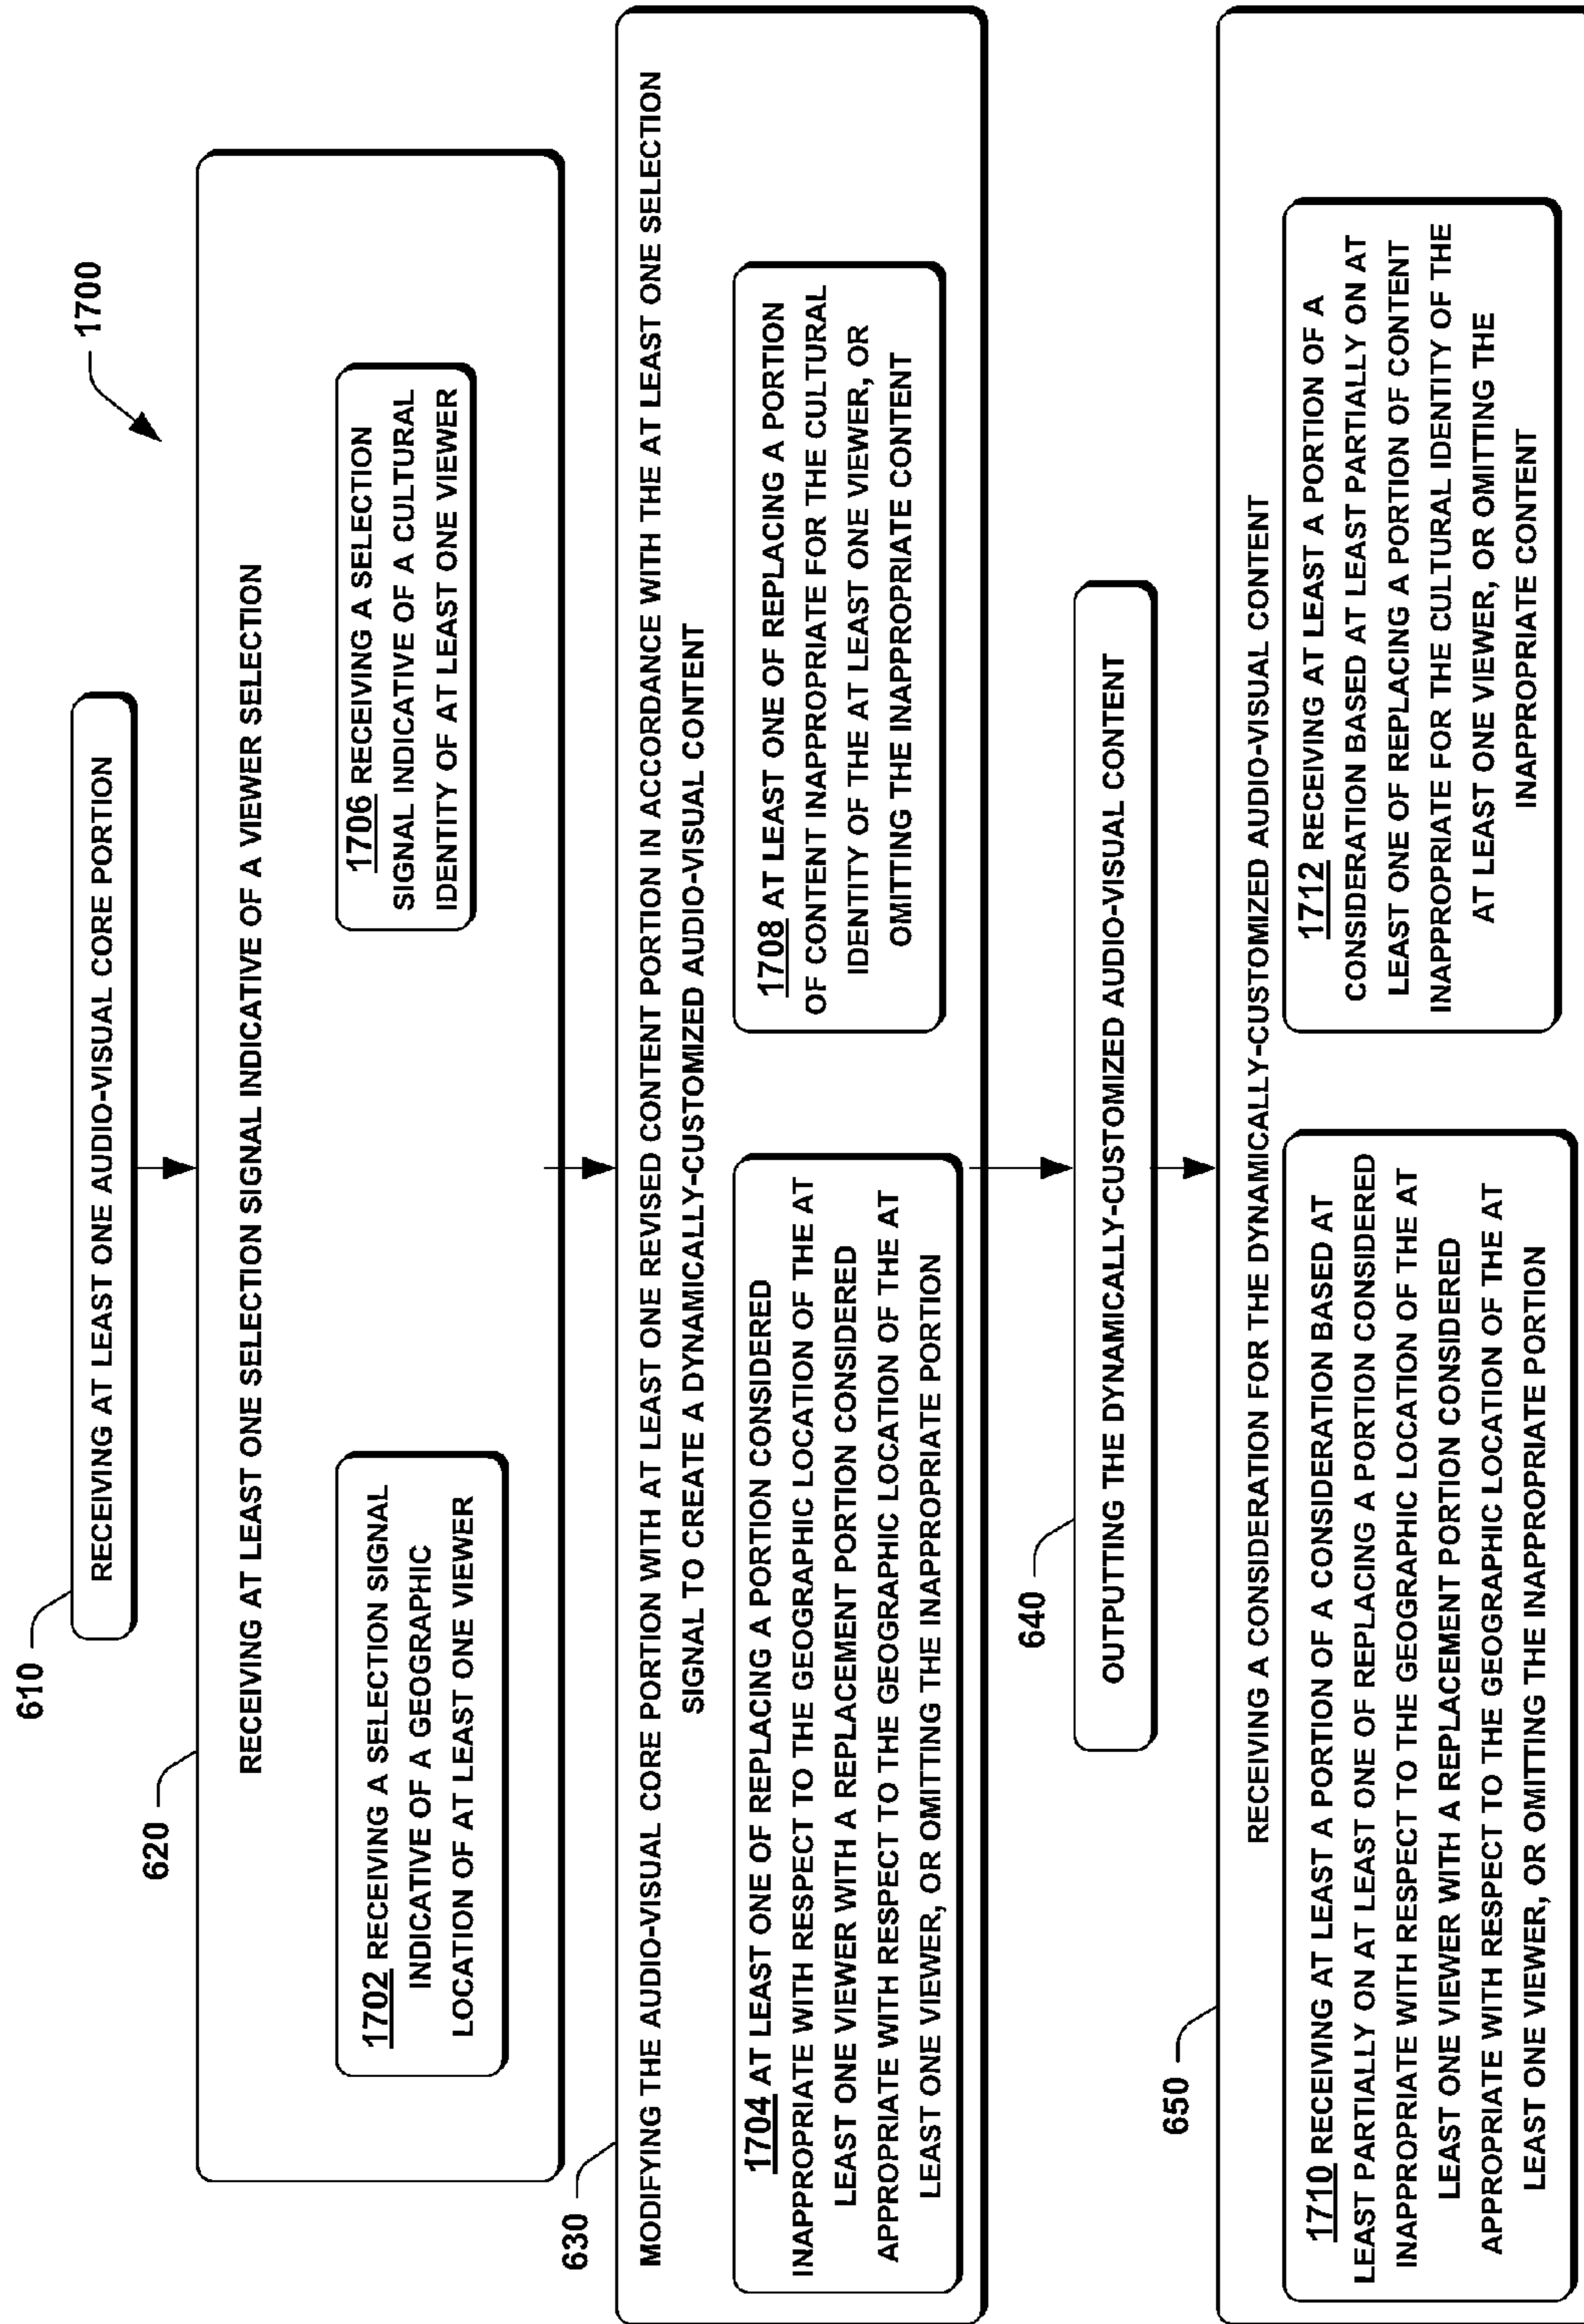 1700
610
RECEIVING AT LEAST ONE AUDIO-VISUAL CORE PORTION
620
RECEIVING AT LEAST ONE SELECTION SIGNAL INDICATIVE OF A VIEWER SELECTION
1702 RECEIVING A SELECTION SIGNAL
INDICATIVE OF A GEOGRAPHIC
LOCATION OF AT LEAST ONE VIEWER
1706 RECEIVING A SELECTION
SIGNAL INDICATIVE OF A CULTURAL
IDENTITY OF AT LEAST ONE VIEWER
630
MODIFYING THE AUDIO-VISUAL CORE PORTION WITH AT LEAST ONE REVISED CONTENT PORTION IN ACCORDANCE WITH THE AT LEAST ONE SELECTION
SIGNAL TO CREATE A DYNAMICALLY-CUSTOMIZED AUDIO-VISUAL CONTENT
1704 AT LEAST ONE OF REPLACING A PORTION CONSIDERED
INAPPROPRIATE WITH RESPECT TO THE GEOGRAPHIC LOCATION OF THE AT
LEAST ONE VIEWER WITH A REPLACEMENT PORTION CONSIDERED
APPROPRIATE WITH RESPECT TO THE GEOGRAPHIC LOCATION OF THE AT
LEAST ONE VIEWER, OR OMITTING THE INAPPROPRIATE PORTION
1708 AT LEAST ONE OF REPLACING A PORTION
OF CONTENT INAPPROPRIATE FOR THE CULTURAL
IDENTITY OF THE AT LEAST ONE VIEWER, OR
OMITTING THE INAPPROPRIATE CONTENT
640
OUTPUTTING THE DYNAMICALLY-CUSTOMIZED AUDIO-VISUAL CONTENT
650
RECEIVING A CONSIDERATION FOR THE DYNAMICALLY-CUSTOMIZED AUDIO-VISUAL CONTENT
1710 RECEIVING AT LEAST A PORTION OF A CONSIDERATION BASED AT
LEAST PARTIALLY ON AT LEAST ONE OF REPLACING A PORTION CONSIDERED
INAPPROPRIATE WITH RESPECT TO THE GEOGRAPHIC LOCATION OF THE AT
LEAST ONE VIEWER WITH A REPLACEMENT PORTION CONSIDERED
APPROPRIATE WITH RESPECT TO THE GEOGRAPHIC LOCATION OF THE AT
LEAST ONE VIEWER, OR OMITTING THE INAPPROPRIATE PORTION
1712 RECEIVING AT LEAST A PORTION OF A
CONSIDERATION BASED AT LEAST PARTIALLY ON AT
LEAST ONE OF REPLACING A PORTION OF CONTENT
INAPPROPRIATE FOR THE CULTURAL IDENTITY OF THE
AT LEAST ONE VIEWER, OR OMITTING THE
INAPPROPRIATE CONTENT